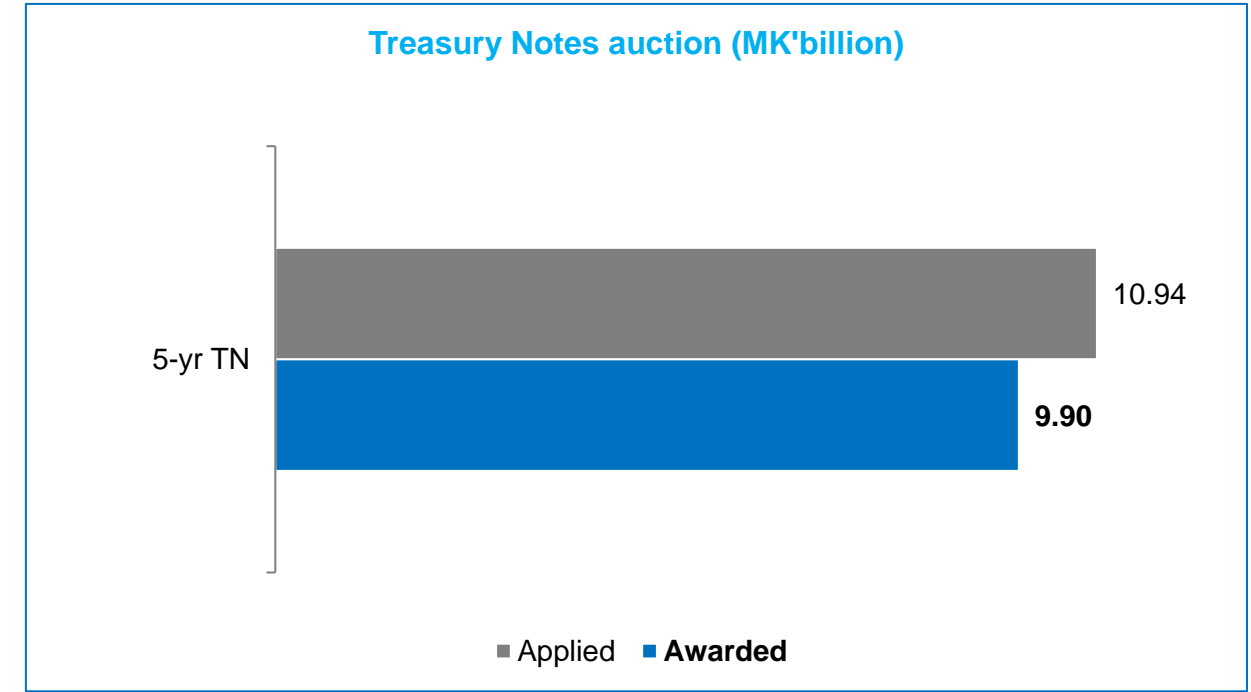 Treasury Notes auction (MK'billion)
10.94
5-yr TN
9.90
Applied Awarded